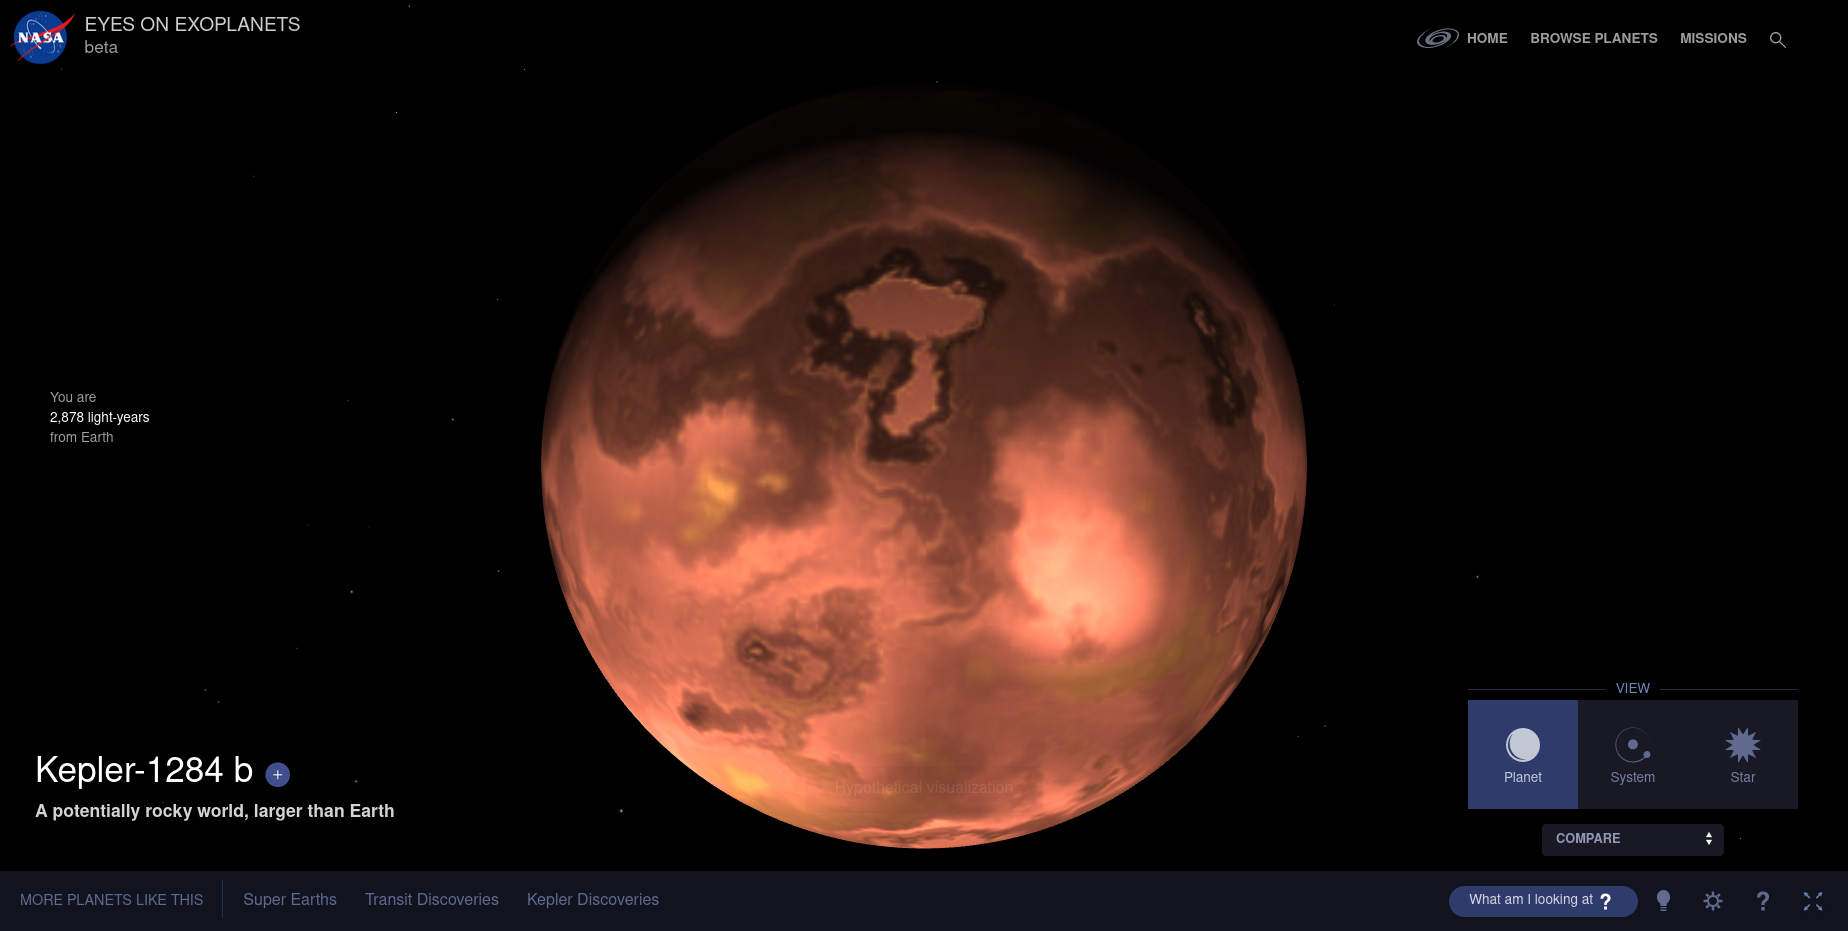 NASA
EYES ON EXOPLANETS
beta
HOME
BROWSE PLANETS
MISSIONS
You are
2,878 light-years
from Earth
Kepler-1284 b +
A potentially rocky world, larger than Earth
Hypothetical visualization
VIEW
Planet
System
Star
COMPARE
MORE PLANETS LIKE THIS
Super Earths
Transit Discoveries
Kepler Discoveries
What am I looking at ?
?